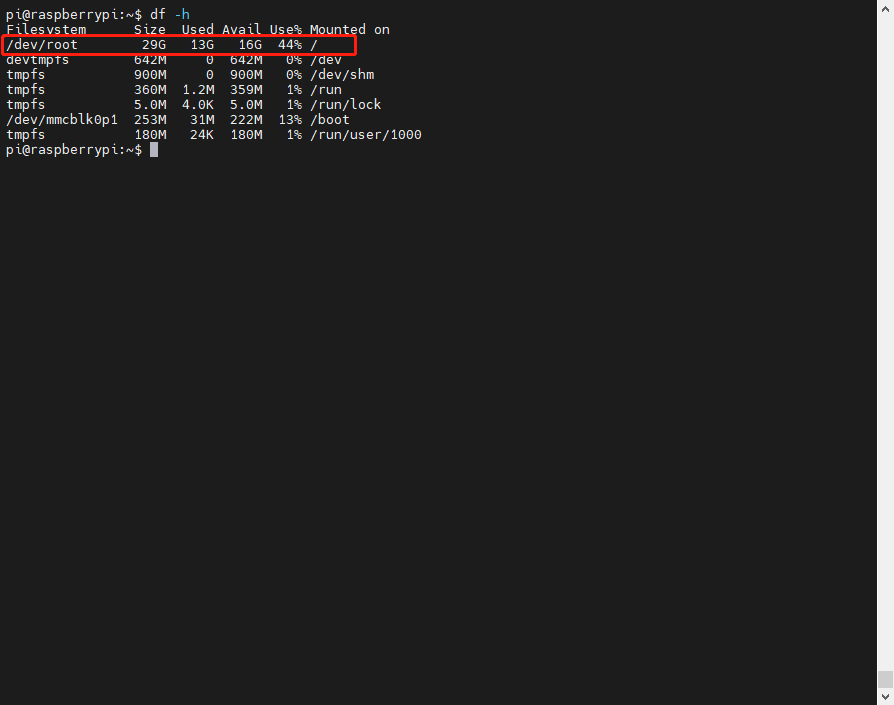 pi@raspberrypi:~$ df -h
Filesystem      Size  Used Avail Use% Mounted on
/dev/root        29G   13G   16G  44% /
devtmpfs        642M     0  642M   0% /dev
tmpfs           900M     0  900M   0% /dev/shm
tmpfs           360M  1.2M  359M   1% /run
tmpfs           5.0M  4.0K  5.0M   1% /run/lock
/dev/mmcblk0p1  253M   31M  222M  13% /boot
tmpfs           180M   24K  180M   1% /run/user/1000
pi@raspberrypi:~$